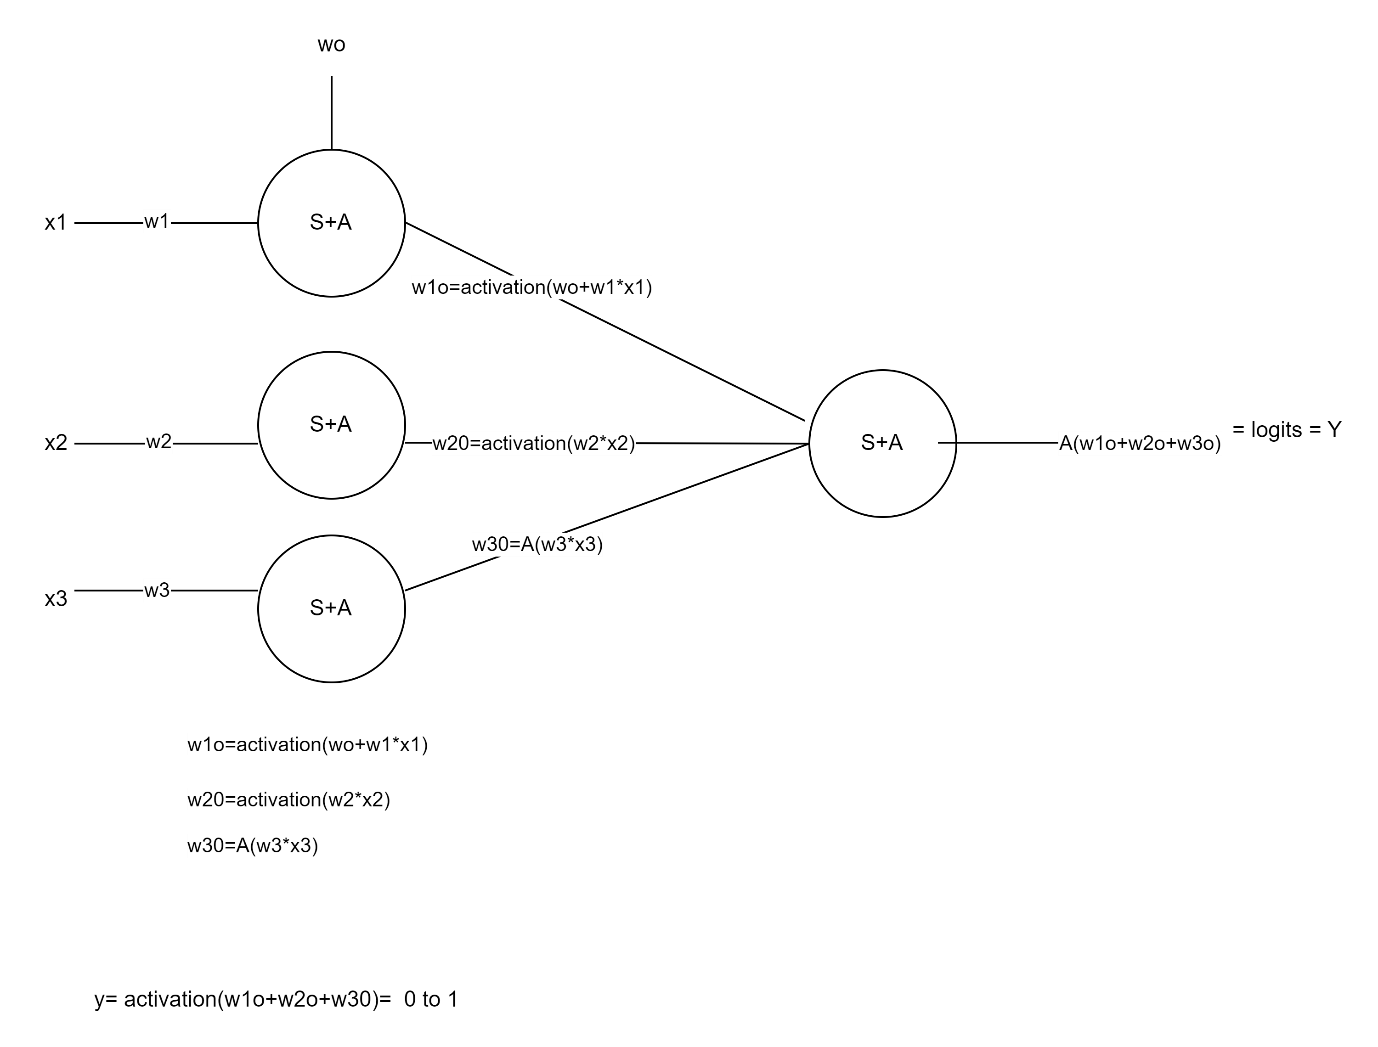 wo
x1
w1
S+A
w1o=activation(wo+w1*x1)
x2
w2
S+A
w20=activation(w2*x2)
S+A
A(w1o+w2o+w3o)
= logits = Y
w30=A(w3*x3)
x3
w3
S+A
w1o=activation(wo+w1*x1)
w20=activation(w2*x2)
w30=A(w3*x3)
y= activation(w1o+w2o+w30)= 0 to 1